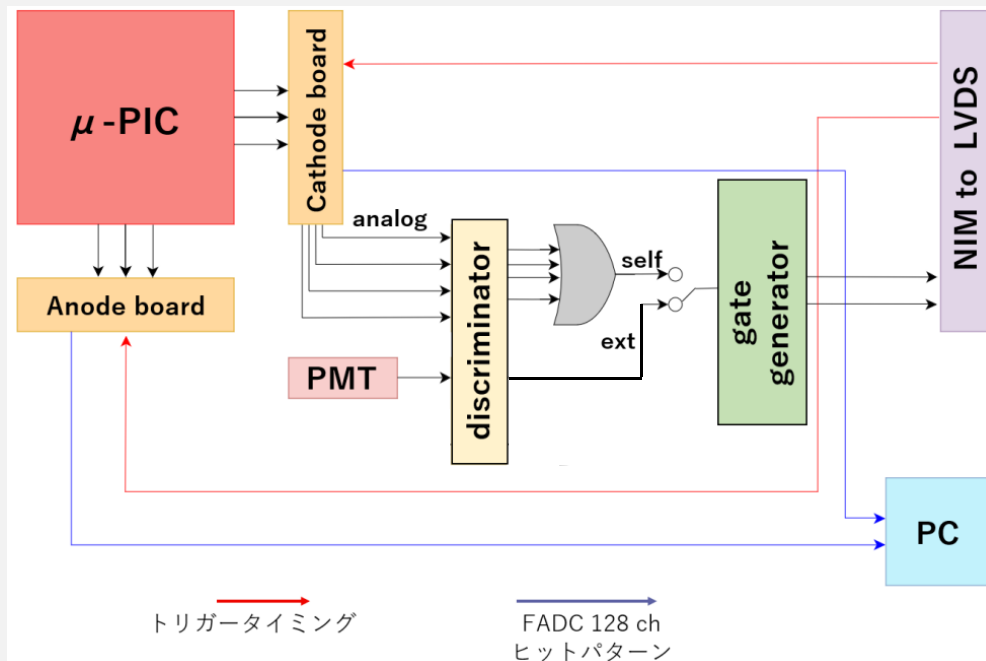 μ-PIC
Cathode board
NIM to LVDS
analog
discriminator
self
gate
generator
Anode board
ext
PMT
PC
トリガータイミング
FADC 128 ch
ヒットパターン